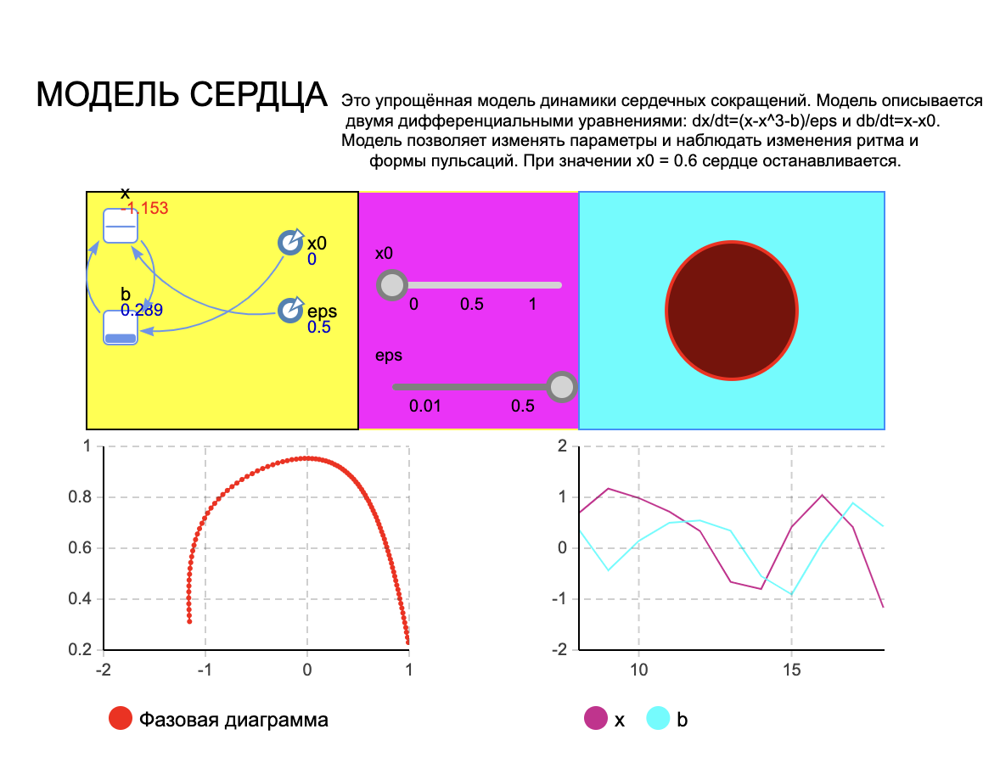 МОДЕЛЬ СЕРДЦА
Это упрощённая модель динамики сердечных сокращений. Модель описывается
двумя дифференциальными уравнениями: dx/dt=(x-x^3-b)/eps и db/dt=x-x0.
Модель позволяет изменять параметры и наблюдать изменения ритма и
формы пульсаций. При значении x0 = 0.6 сердце останавливается.
x
-1.153
x0
0
b
0.289
eps
0.5
x0
0 0.5 1
eps
0.01 0.5
1
0.8
0.6
0.4
0.2
-2 -1 0 1
Фазовая диаграмма
2
1
0
-1
-2
10 15
x b